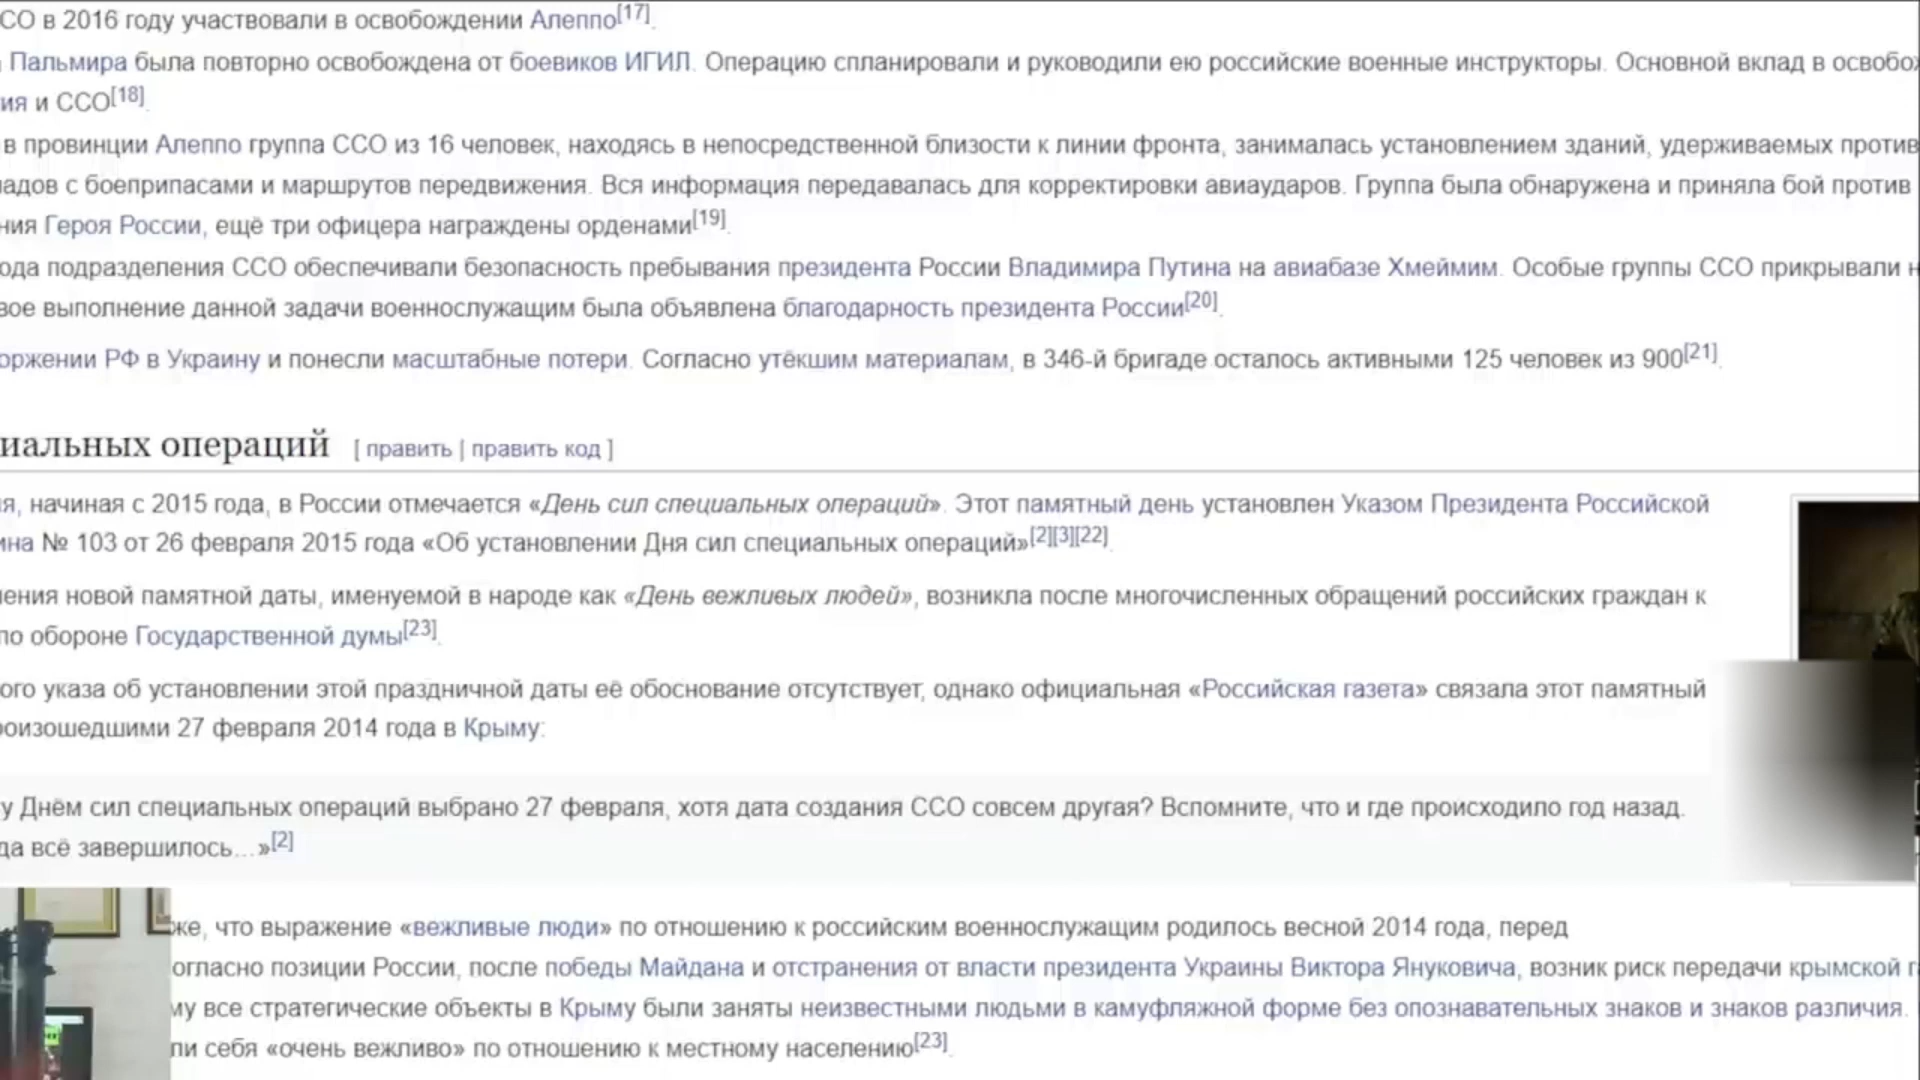 СО в 2016 году участвовали в освобождении Алеппо[17].
Пальмира была повторно освобождена от боевиков ИГИЛ. Операцию спланировали и руководили ею российские военные инструкторы. Основной вклад в освобо
ия и ССО[18].
в провинции Алеппо группа ССО из 16 человек, находясь в непосредственной близости к линии фронта, занималась установлением зданий, удерживаемых против
адов с боеприпасами и маршрутов передвижения. Вся информация передавалась для корректировки авиаударов. Группа была обнаружена и приняла бой против
ния Героя России, ещё три офицера награждены орденами[19].
ода подразделения ССО обеспечивали безопасность пребывания президента России Владимира Путина на авиабазе Хмеймим. Особые группы ССО прикрывали н
вое выполнение данной задачи военнослужащим была объявлена благодарность президента России[20].
оржении РФ в Украину и понесли масштабные потери. Согласно утёкшим материалам, в 346-й бригаде осталось активными 125 человек из 900[21].
иальных операций [ править | править код ]
я, начиная с 2015 года, в России отмечается «День сил специальных операций». Этот памятный день установлен Указом Президента Российской
ина № 103 от 26 февраля 2015 года «Об установлении Дня сил специальных операций»[2][3][22].
ения новой памятной даты, именуемой в народе как «День вежливых людей», возникла после многочисленных обращений российских граждан к
по обороне Государственной думы[23].
ого указа об установлении этой праздничной даты её обоснование отсутствует, однако официальная «Российская газета» связала этот памятный
роизошедшими 27 февраля 2014 года в Крыму:
у Днём сил специальных операций выбрано 27 февраля, хотя дата создания ССО совсем другая? Вспомните, что и где происходило год назад.
да всё завершилось...»[2]
же, что выражение «вежливые люди» по отношению к российским военнослужащим родилось весной 2014 года, перед
огласно позиции России, после победы Майдана и отстранения от власти президента Украины Виктора Януковича, возник риск передачи крымской г
му все стратегические объекты в Крыму были заняты неизвестными людьми в камуфляжной форме без опознавательных знаков и знаков различия.
ли себя «очень вежливо» по отношению к местному населению[23].